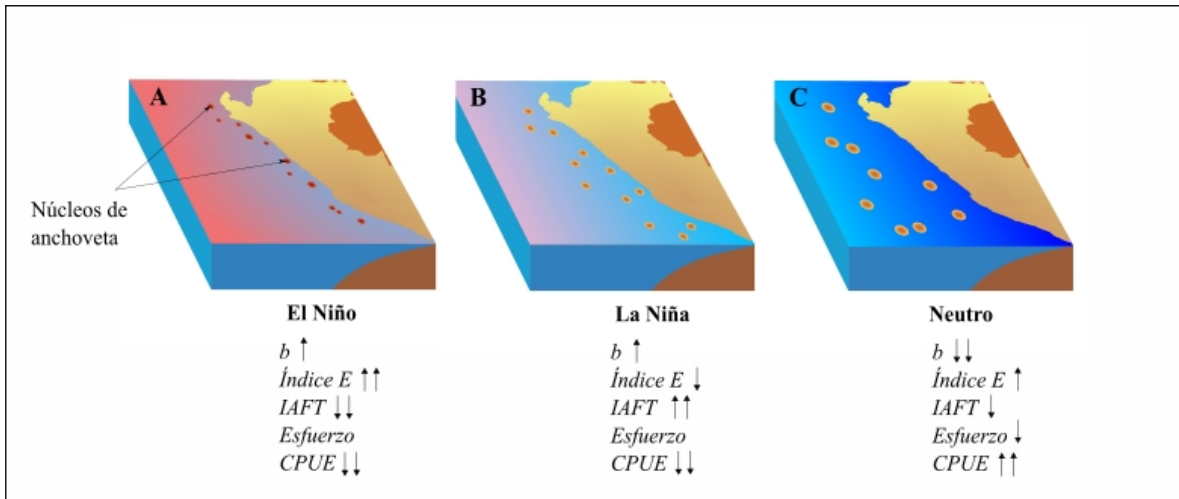 A
B
C
Núcleos de
anchoveta
El Niño
b ↑
Índice E ↑↑
IAFT ↓↓
Esfuerzo
CPUE ↓↓
La Niña
b ↑
Índice E ↓
IAFT ↑↑
Esfuerzo
CPUE ↓↓
Neutro
b ↓↓
Índice E ↑
IAFT ↓
Esfuerzo ↓
CPUE ↑↑